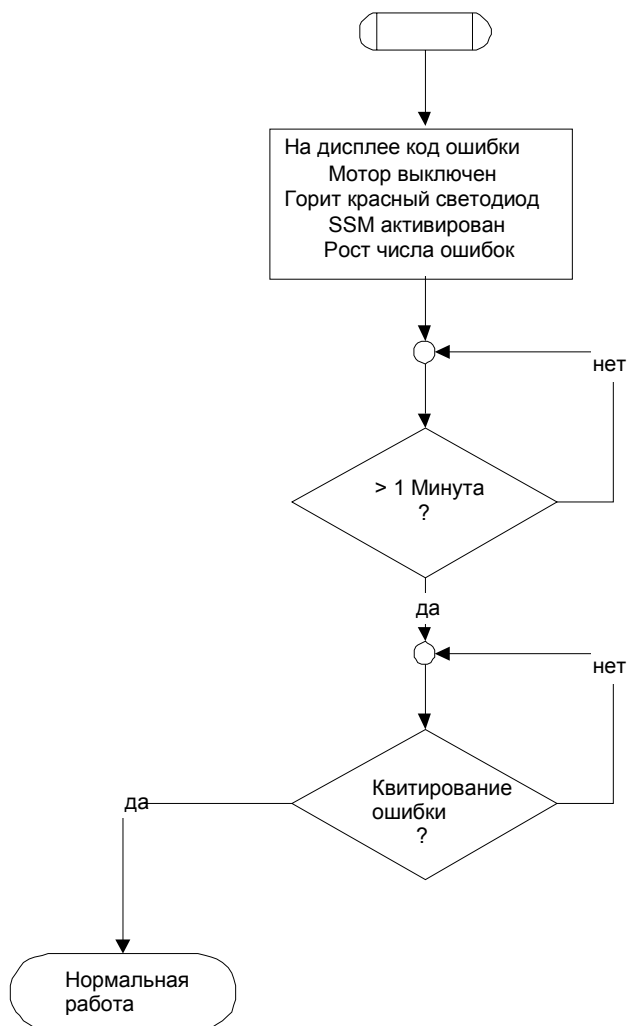 На дисплее код ошибки
Мотор выключен
Горит красный светодиод
SSM активирован
Рост числа ошибок
нет
> 1 Минута
?
да
нет
Квитирование
ошибки
?
да
Нормальная
работа